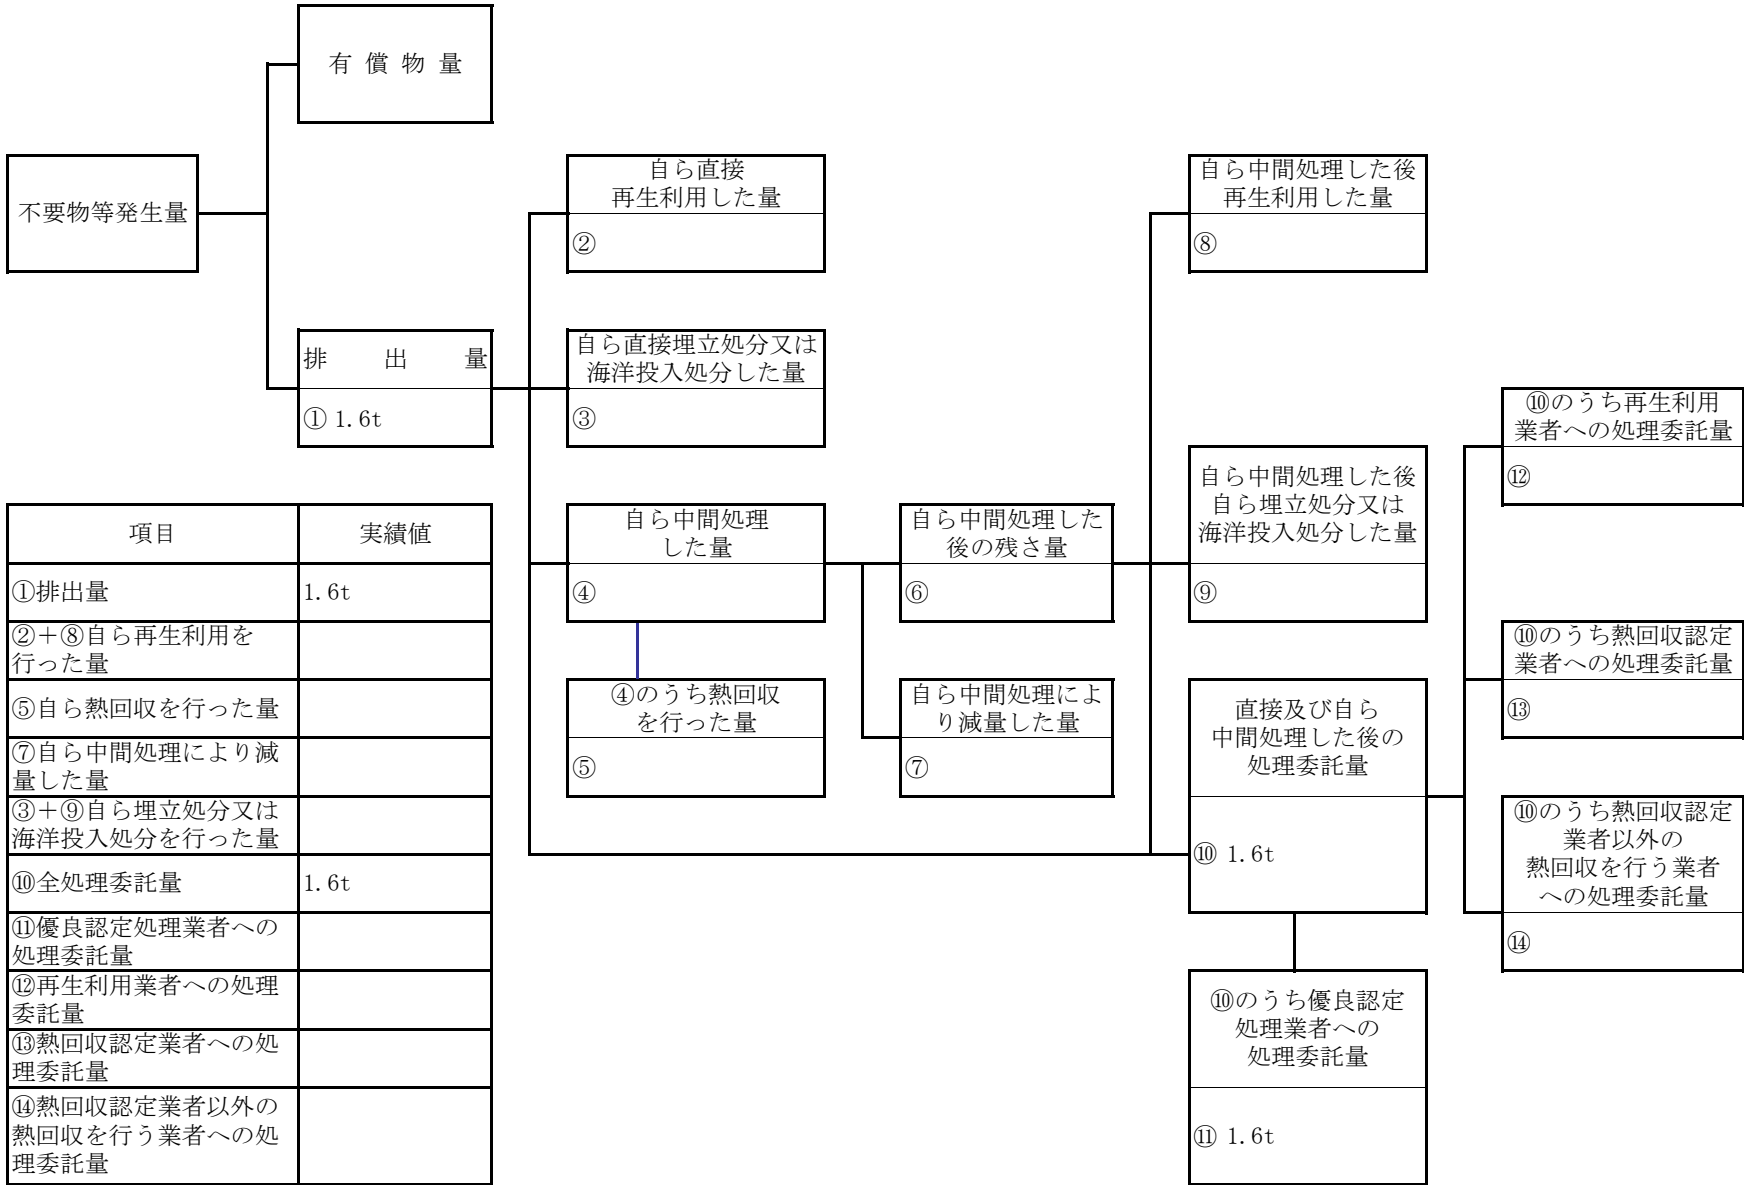 有 償 物 量
不要物等発生量
自ら直接
再生利用した量
②
自ら中間処理した後
再生利用した量
⑧
排 出 量
① 1.6t
自ら直接埋立処分又は
海洋投入処分した量
③
⑩のうち再生利用
業者への処理委託量
⑫
自ら中間処理
した量
④
自ら中間処理した
後の残さ量
⑥
自ら中間処理した後
自ら埋立処分又は
海洋投入処分した量
⑨
⑩のうち熱回収認定
業者への処理委託量
⑬
④のうち熱回収
を行った量
⑤
自ら中間処理によ
り減量した量
⑦
直接及び自ら
中間処理した後の
処理委託量
⑩ 1.6t
⑩のうち熱回収認定
業者以外の
熱回収を行う業者
への処理委託量
⑭
⑩のうち優良認定
処理業者への
処理委託量
⑪ 1.6t
項目 実績値
①排出量 1.6t
②+⑧自ら再生利用を
行った量
⑤自ら熱回収を行った量
⑦自ら中間処理により減
量した量
③+⑨自ら埋立処分又は
海洋投入処分を行った量
⑩全処理委託量 1.6t
⑪優良認定処理業者への
処理委託量
⑫再生利用業者への処理
委託量
⑬熱回収認定業者への処
理委託量
⑭熱回収認定業者以外の
熱回収を行う業者への処
理委託量